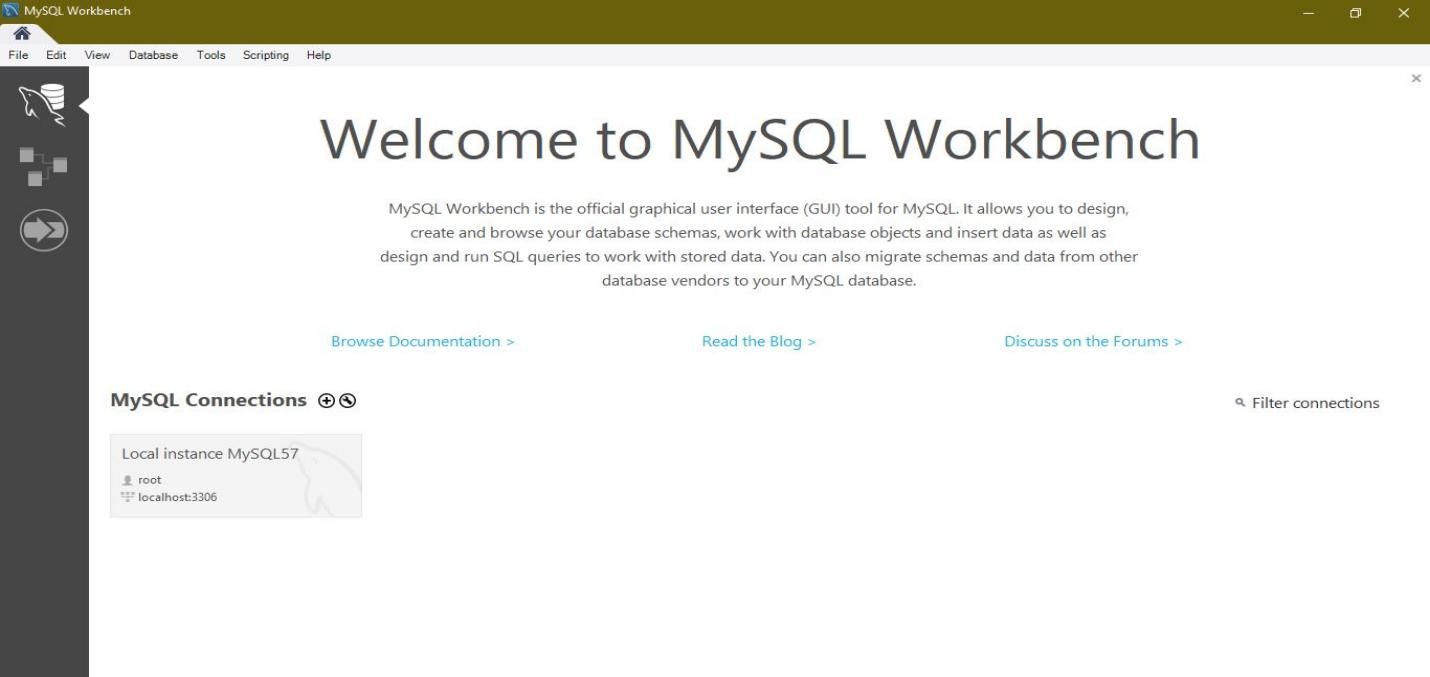 MySQL Workbench
File Edit View Database Tools Scripting Help
Welcome to MySQL Workbench
MySQL Workbench is the official graphical user interface (GUI) tool for MySQL. It allows you to design,
create and browse your database schemas, work with database objects and insert data as well as
design and run SQL queries to work with stored data. You can also migrate schemas and data from other
database vendors to your MySQL database.
Browse Documentation > Read the Blog > Discuss on the Forums >
MySQL Connections Filter connections
Local instance MySQL57
root
localhost:3306